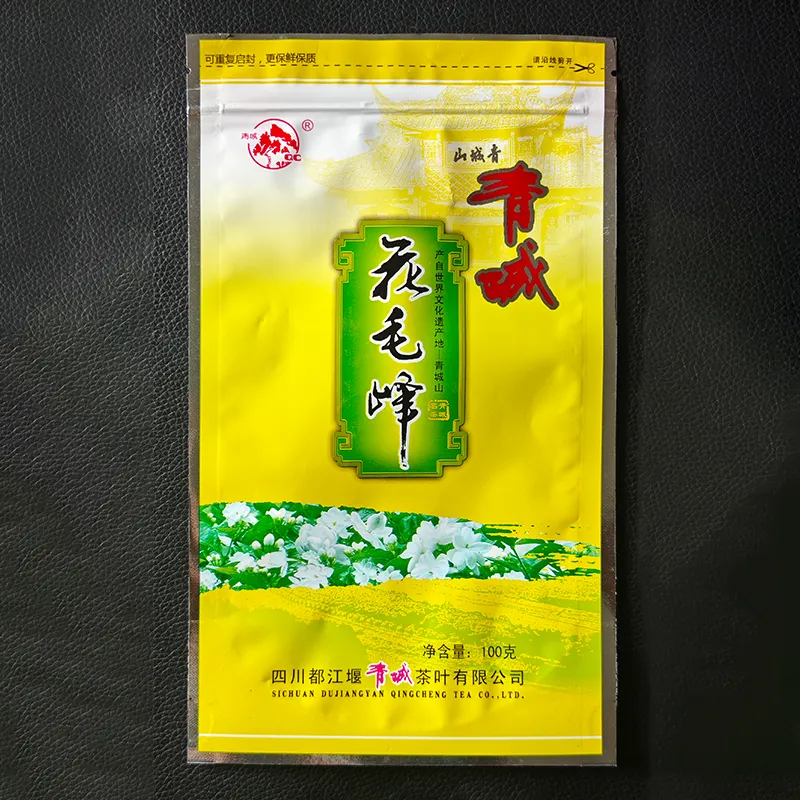 可重复启封，更保鲜保质
请沿线剪开
®
山城青
青城
花毛峰
产自世界文化遗产地—青城山
净含量：100克
四川都江堰青城茶叶有限公司
SICHUAN DUJIANGYAN QINGCHENG TEA CO.,LTD.